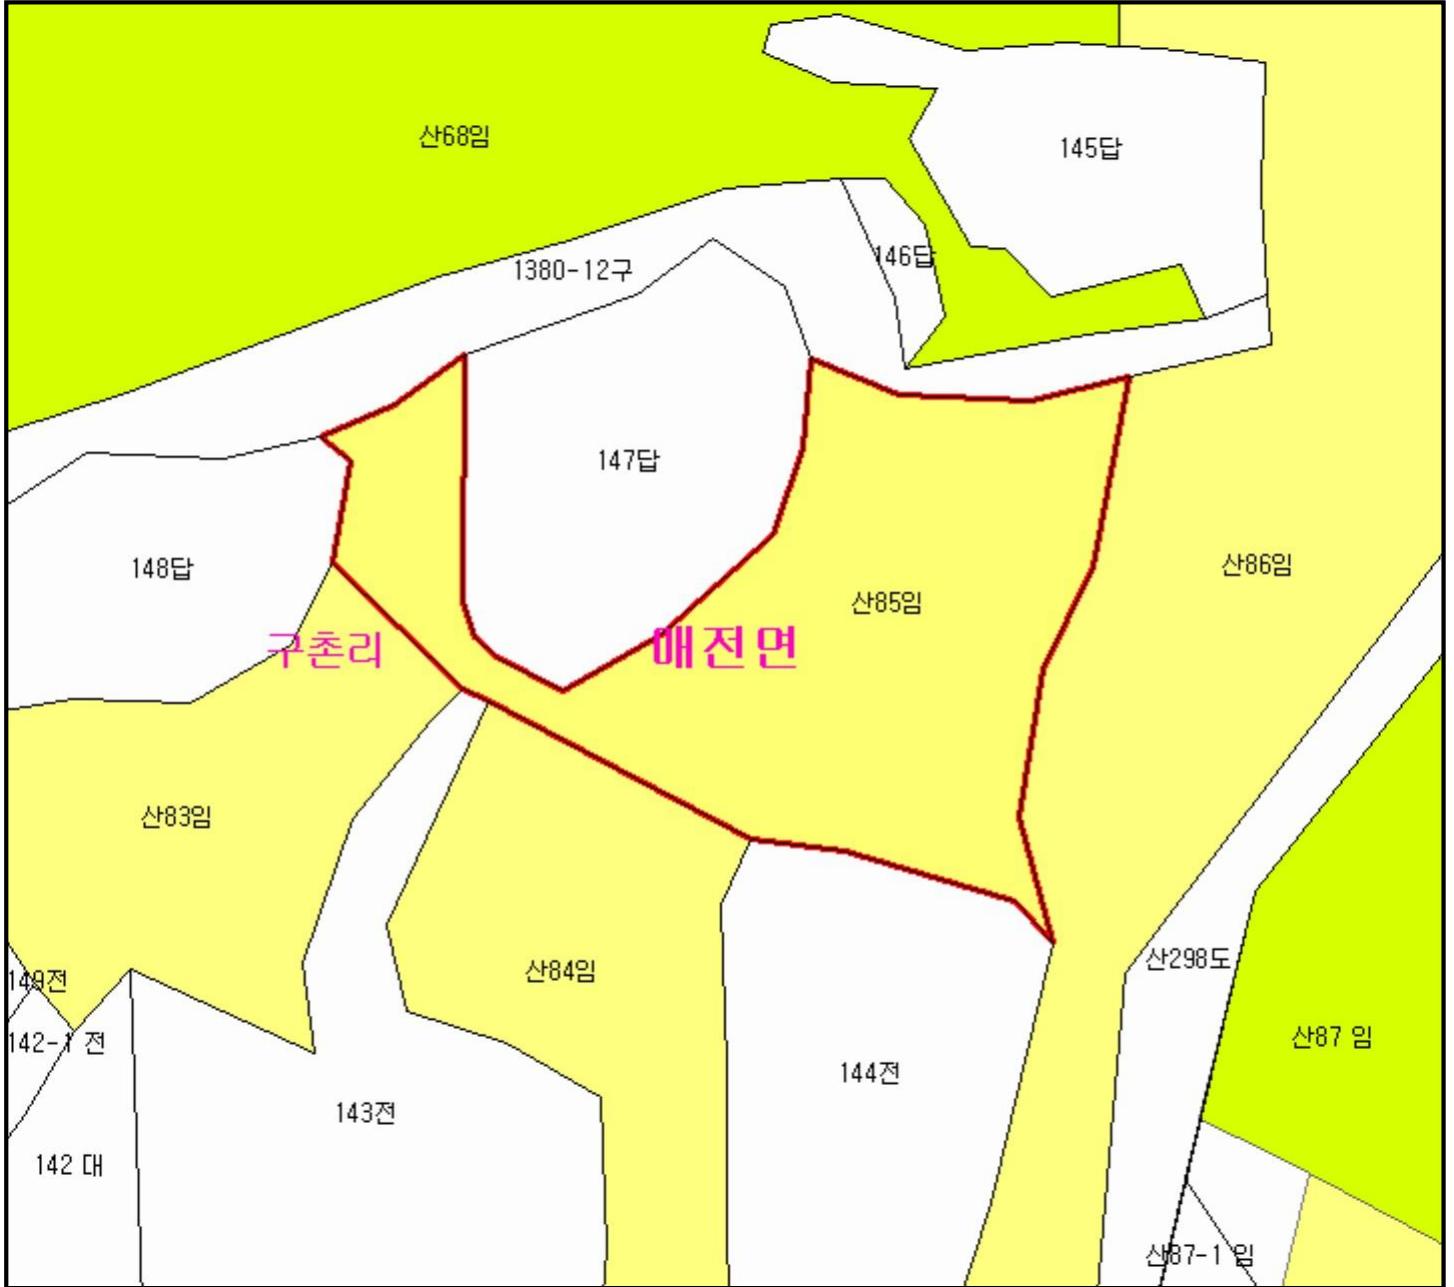 산68임
145답
146답
1380-12구
147답
148답
산86임
산85임
구촌리
매전면
산83임
산84임
산298도
149전
142-1 전
산87 임
144전
143전
142 대
산87-1 임